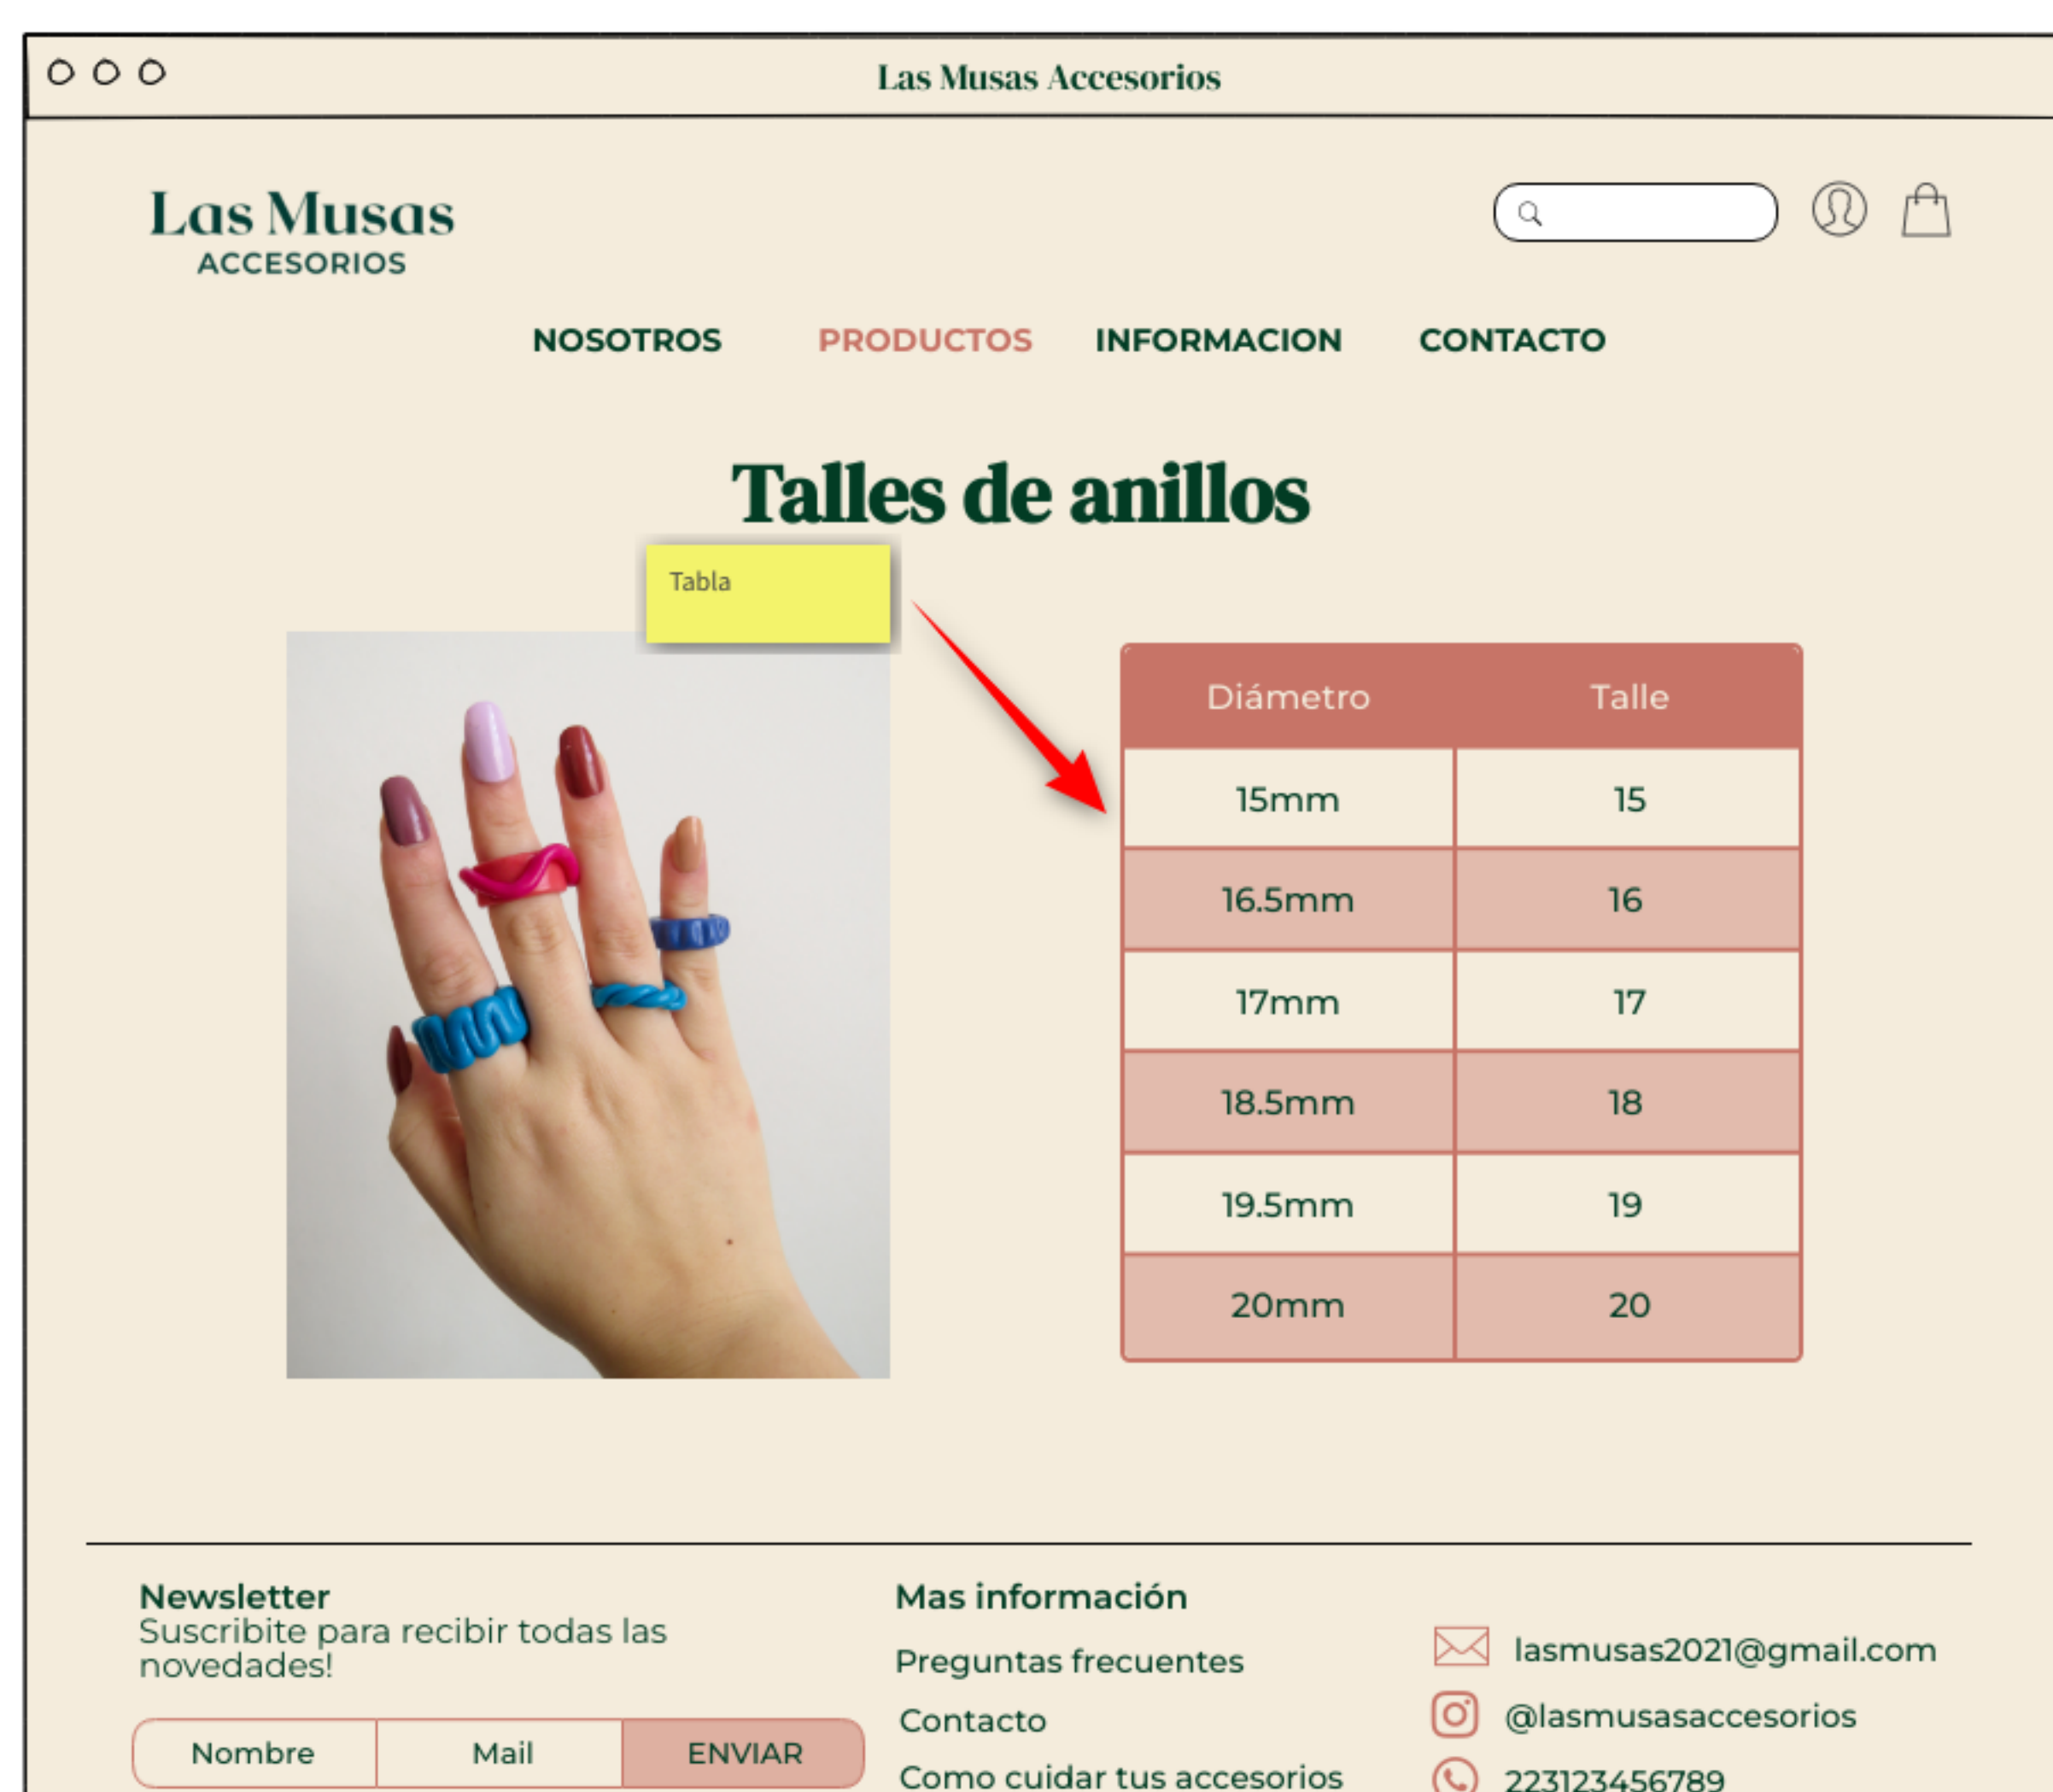 Las Musas Accesorios
Las Musas
ACCESORIOS
NOSOTROS PRODUCTOS INFORMACION CONTACTO
Talles de anillos
Tabla
Diámetro Talle
15mm 15
16.5mm 16
17mm 17
18.5mm 18
19.5mm 19
20mm 20
Newsletter
Suscribite para recibir todas las
novedades!
Nombre Mail ENVIAR
Mas información
Preguntas frecuentes
Contacto
Como cuidar tus accesorios
lasmusas2021@gmail.com
@lasmusasaccesorios
223123456789